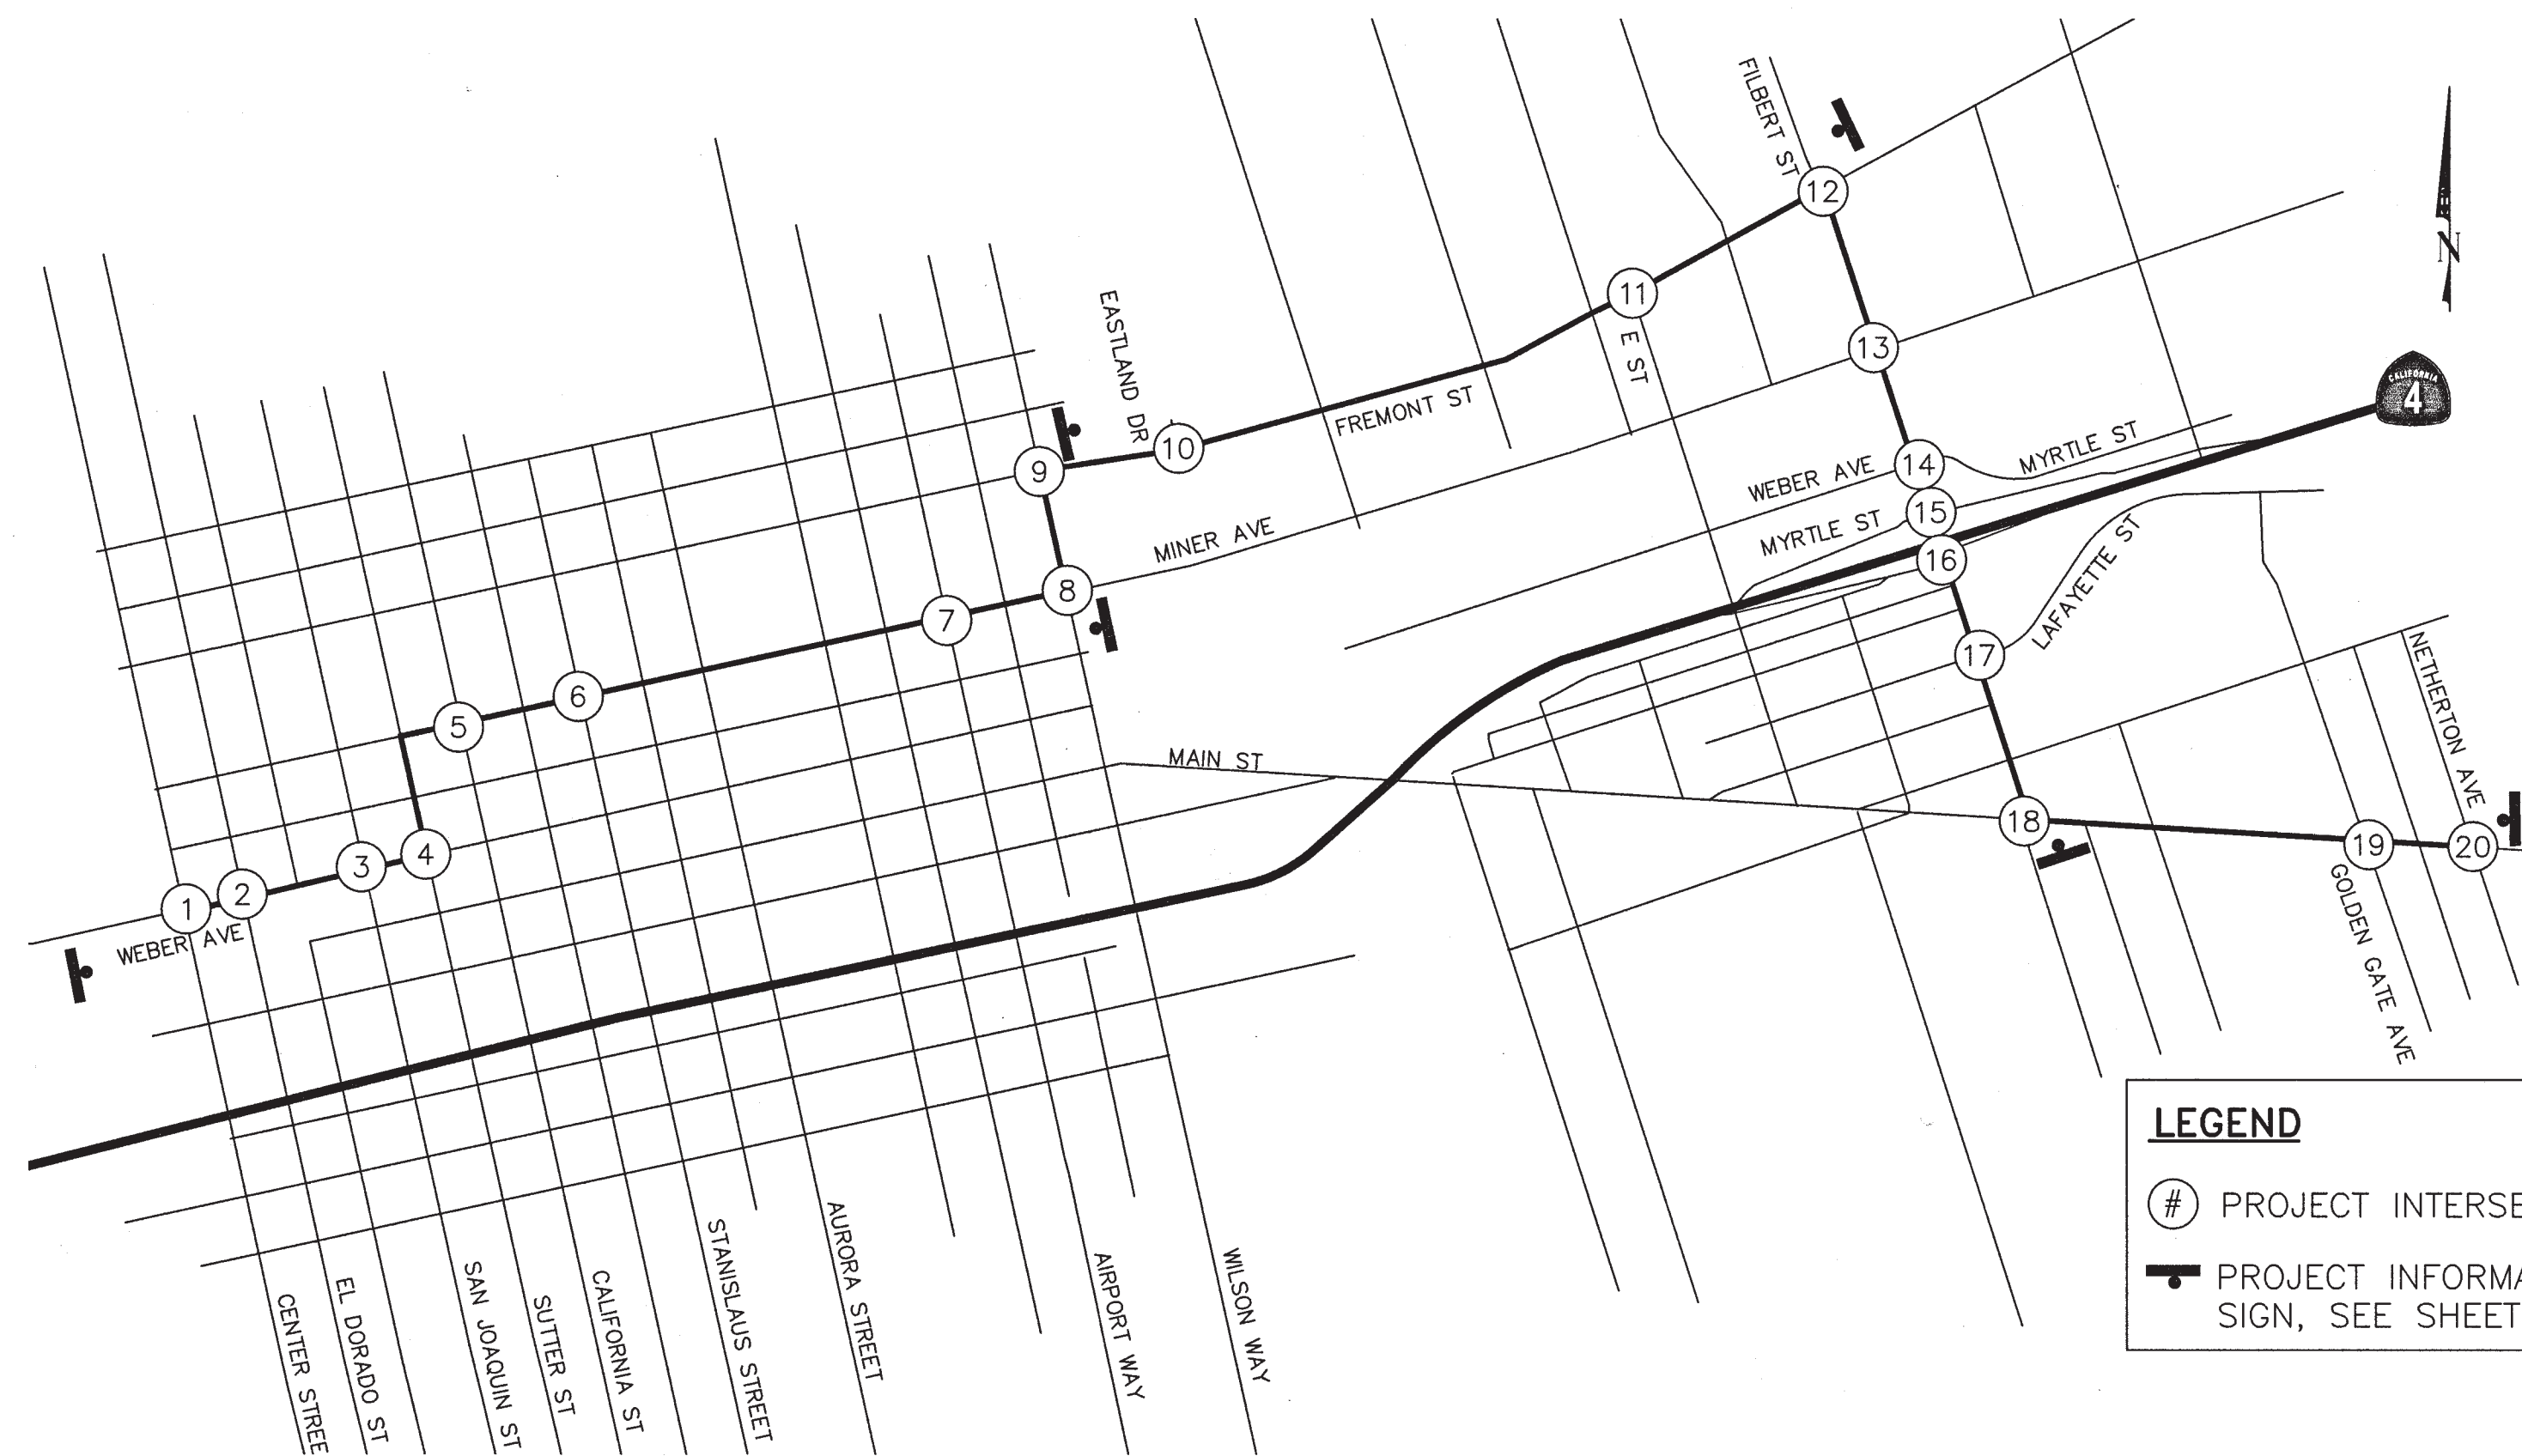 FILBERT ST
12
N
EASTLAND DR
11
E ST
13
CALIFORNIA
4
FREMONT ST
9
10
WEBER AVE
14
MYRTLE ST
MYRTLE ST
15
MINER AVE
16
LAFAYETTE ST
8
7
17
6
5
NETHERTON AVE
MAIN ST
18
19
20
1
2
3
4
WEBER AVE
GOLDEN GATE AVE
CENTER STREE
EL DORADO ST
SAN JOAQUIN ST
SUTTER ST
CALIFORNIA ST
STANISLAUS STREET
AURORA STREET
AIRPORT WAY
WILSON WAY
LEGEND
# PROJECT INTERSE
PROJECT INFORMA
SIGN, SEE SHEET